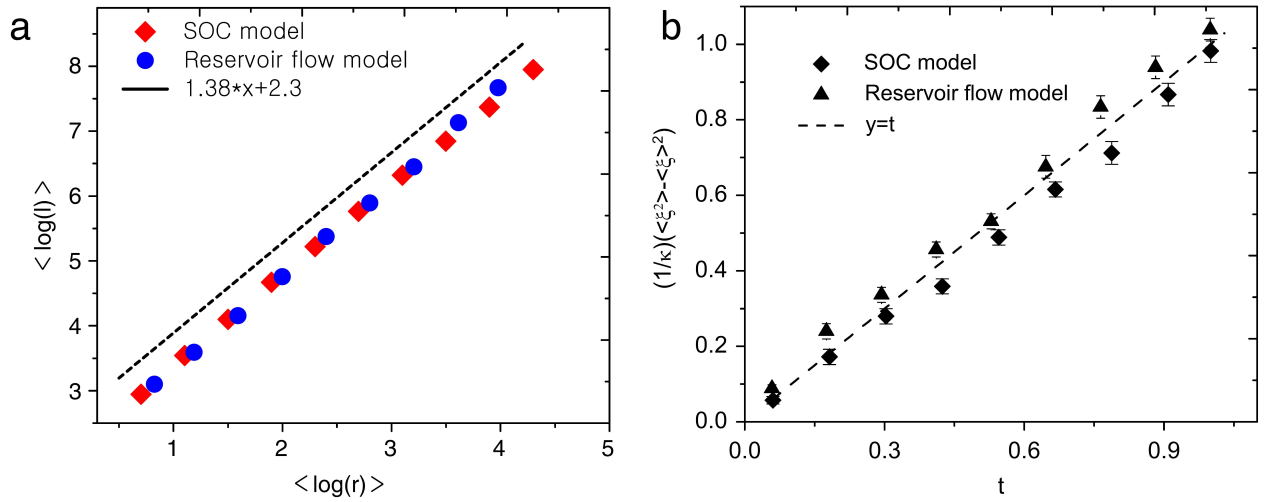 a
SOC model
Reservoir flow model
1.38*x+2.3
8
7
6
5
4
3
<log(l)>
1
2
3
4
5
<log(r)>
b
SOC model
Reservoir flow model
y=t
1.0
0.8
0.6
0.4
0.2
0.0
(1/κ)(<ξ²>-<ξ>²)
0.0
0.3
0.6
0.9
t